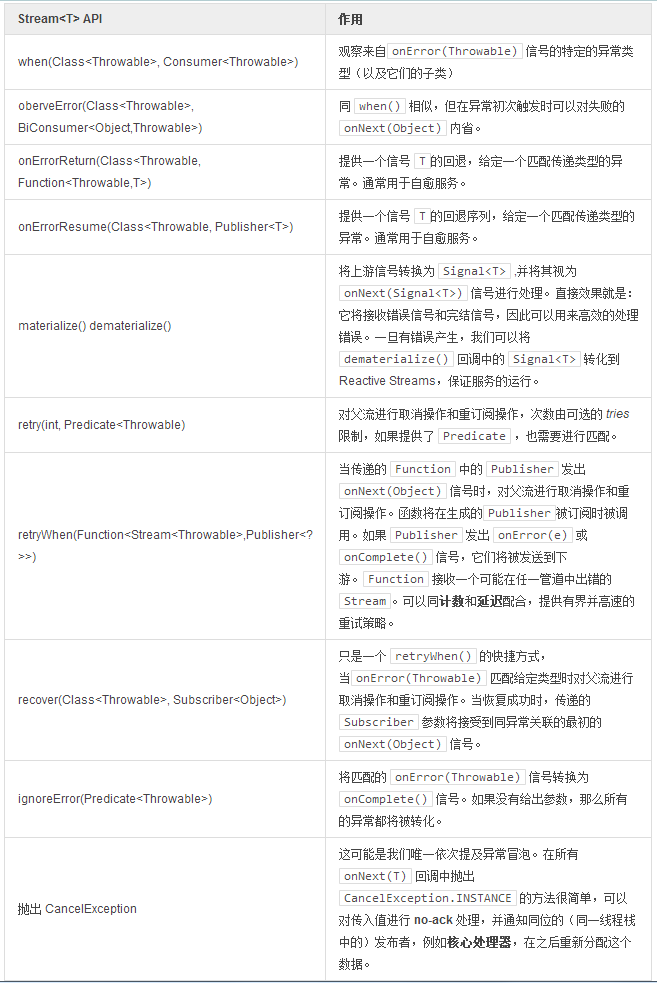 Stream<T> API
作用
when(Class<Throwable>, Consumer<Throwable>)
观察来自 onError(Throwable) 信号的特定的异常类
型（以及它们的子类）
oberveError(Class<Throwable>,
BiConsumer<Object,Throwable>)
同 when() 相似，但在异常初次触发时可以对失败的
onNext(Object) 内省。
onErrorReturn(Class<Throwable,
Function<Throwable,T>)
提供一个信号 T 的回退，给定一个匹配传递类型的异
常。通常用于自愈服务。
onErrorResume(Class<Throwable, Publisher<T>)
提供一个信号 T 的回退序列，给定一个匹配传递类型的
异常。通常用于自愈服务。
materialize() dematerialize()
将上游信号转换为 Signal<T> ,并将其视为
onNext(Signal<T>) 信号进行处理。直接效果就是：
它将接收错误信号和完结信号，因此可以用来高效的处理
错误。一旦有错误产生，我们可以将
dematerialize() 回调中的 Signal<T> 转化到
Reactive Streams，保证服务的运行。
retry(int, Predicate<Throwable)
对父流进行取消操作和重订阅操作，次数由可选的 tries
限制，如果提供了 Predicate ，也需要进行匹配。
retryWhen(Function<Stream<Throwable>,Publisher<?
>>)
当传递的 Function 中的 Publisher 发出
onNext(Object) 信号时，对父流进行取消操作和重
订阅操作。函数将在生成的 Publisher 被订阅时被调
用。如果 Publisher 发出 onError(e) 或
onComplete() 信号，它们将被发送到下
游。 Function 接收一个可能在任一管道中出错的
Stream 。可以同计数和延迟配合，提供有界并高速的
重试策略。
recover(Class<Throwable>, Subscriber<Object>)
只是一个 retryWhen() 的快捷方式，
当 onError(Throwable) 匹配给定类型时对父流进行
取消操作和重订阅操作。当恢复成功时，传递的
Subscriber 参数将接受到同异常关联的最初的
onNext(Object) 信号。
ignoreError(Predicate<Throwable>)
将匹配的 onError(Throwable) 信号转换为
onComplete() 信号。如果没有给出参数，那么所有
的异常都将被转化。
抛出 CancelException
这可能是我们唯一依次提及异常冒泡。在所有
onNext(T) 回调中抛出
CancelException.INSTANCE 的方法很简单，可以
对传入值进行 no-ack 处理，并通知同位的（同一线程栈
中的）发布者，例如核心处理器，在之后重新分配这个
数据。